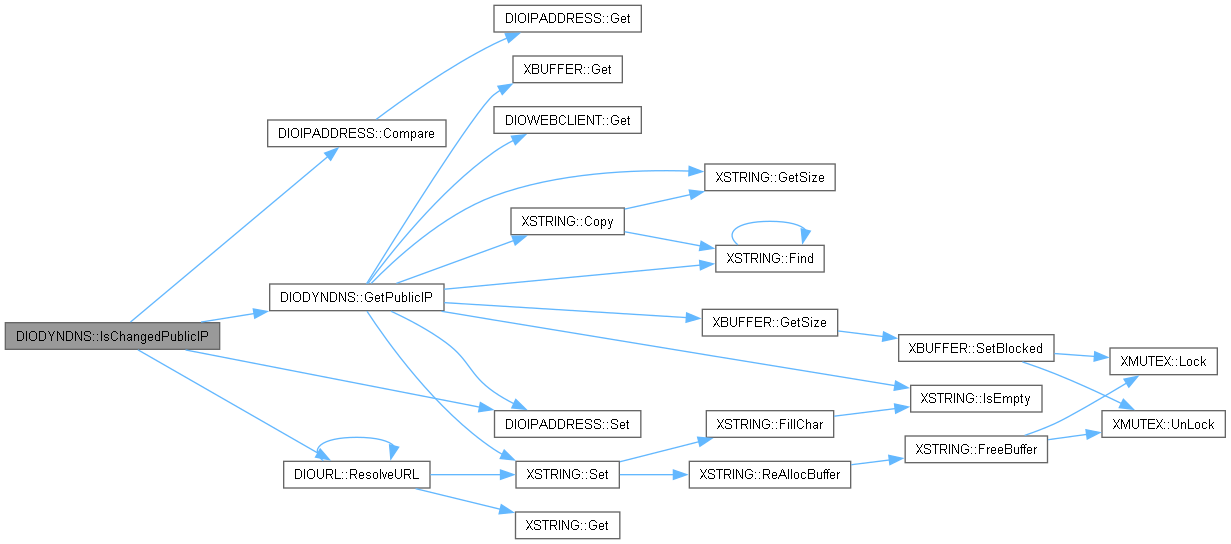 DIOIPADDRESS::Get
XBUFFER::Get
DIOWEBCLIENT::Get
DIOIPADDRESS::Compare
XSTRING::GetSize
XSTRING::Copy
XSTRING::Find
DIODYNDNS::GetPublicIP
XBUFFER::GetSize
DIODYNDNS::IsChangedPublicIP
XBUFFER::SetBlocked
XMUTEX::Lock
XSTRING::IsEmpty
DIOIPADDRESS::Set
XSTRING::FillChar
XMUTEX::UnLock
XSTRING::FreeBuffer
DIOURL::ResolveURL
XSTRING::Set
XSTRING::ReAllocBuffer
XSTRING::Get